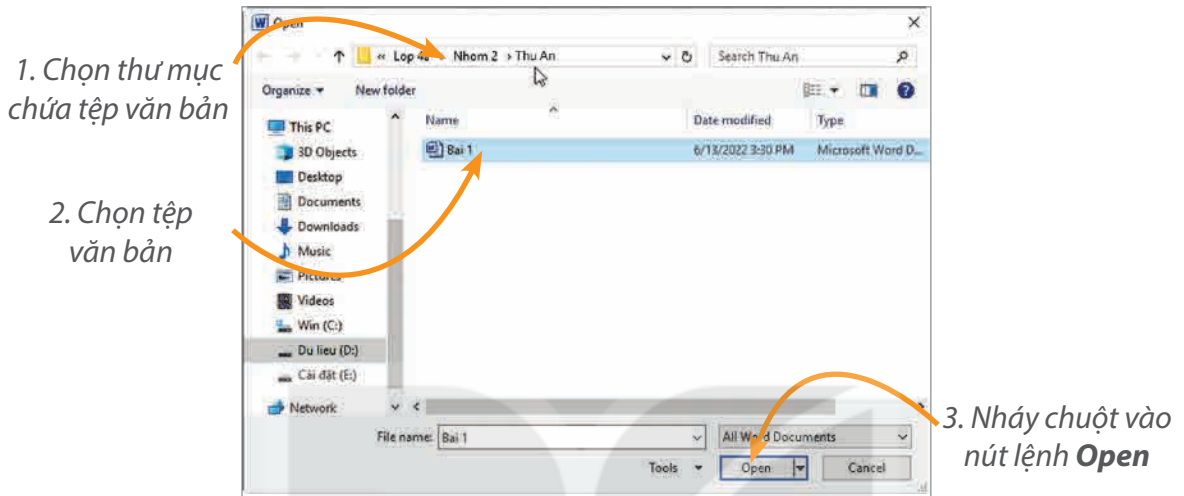 Open
1. Chọn thư mục
chứa tệp văn bản
« Lop 4 Nhom 2 › Thu An
Search Thu An
Organize
New folder
Name
Date modified
Type
Bai 1
6/13/2022 3:30 PM
Microsoft Word D...
This PC
3D Objects
Desktop
Documents
Downloads
Music
Pictures
Videos
Win (C:)
Du lieu (D:)
Cài đặt (E:)
Network
2. Chọn tệp
văn bản
File name: Bai 1
All Word Documents
Tools
Open
Cancel
3. Nháy chuột vào
nút lệnh Open